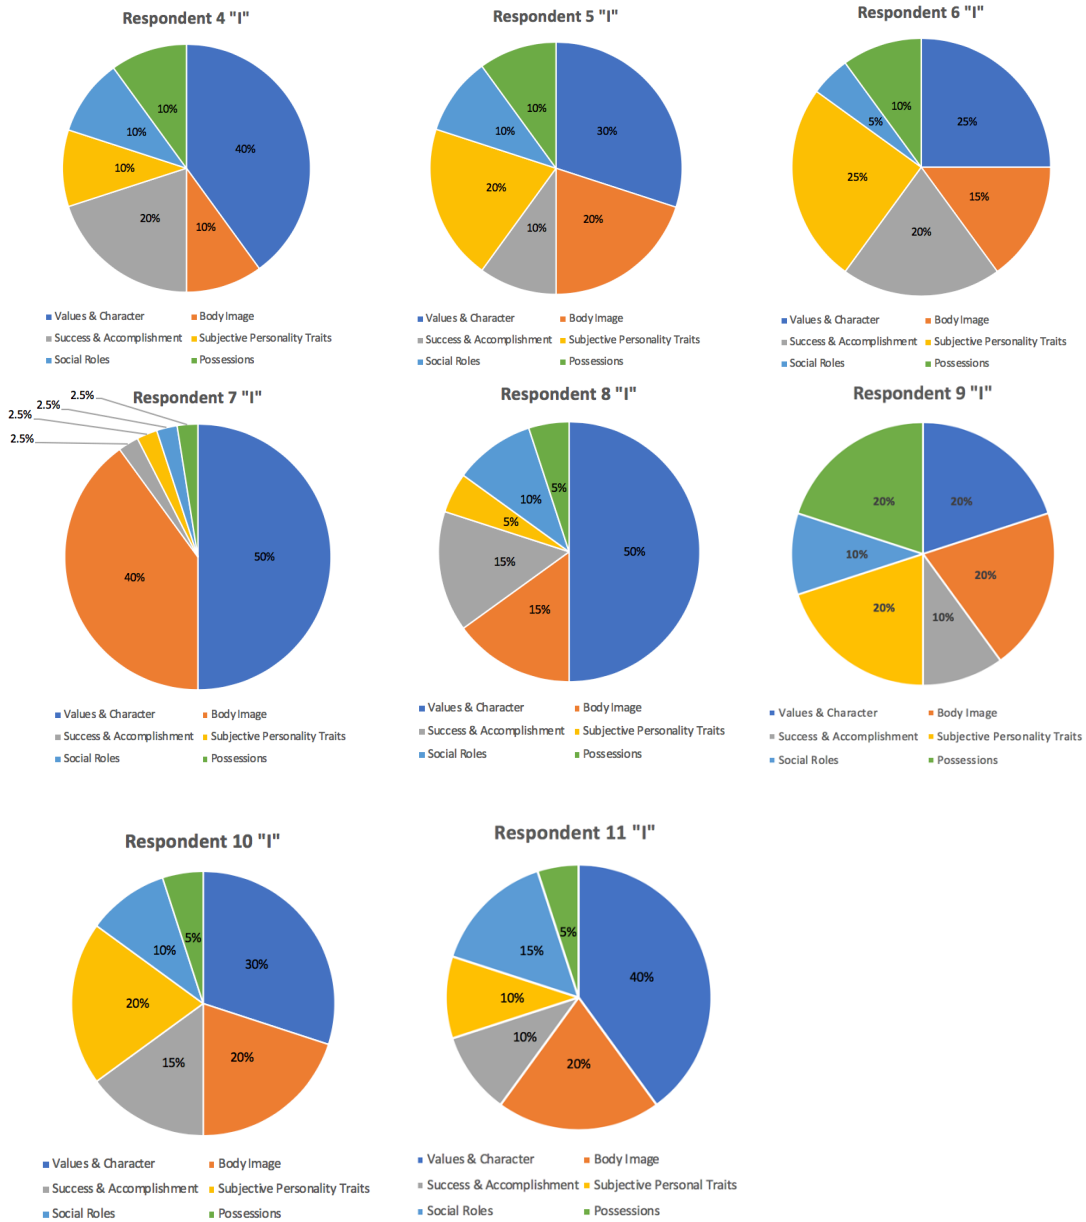 Respondent 4 "I"
10%
40%
10%
10%
20%
10%
Values & Character
Body Image
Success & Accomplishment
Subjective Personality Traits
Social Roles
Possessions
Respondent 5 "I"
10%
30%
10%
20%
20%
10%
Values & Character
Body Image
Success & Accomplishment
Subjective Personality Traits
Social Roles
Possessions
Respondent 6 "I"
10%
25%
5%
25%
15%
20%
Values & Character
Body Image
Success & Accomplishment
Subjective Personality Traits
Social Roles
Possessions
Respondent 7 "I"
2.5%
2.5%
2.5%
2.5%
50%
40%
Values & Character
Body Image
Success & Accomplishment
Subjective Personality Traits
Social Roles
Possessions
Respondent 8 "I"
5%
10%
5%
50%
15%
15%
Values & Character
Body Image
Success & Accomplishment
Subjective Personality Traits
Social Roles
Possessions
Respondent 9 "I"
20%
20%
10%
20%
20%
10%
Values & Character
Body Image
Success & Accomplishment
Subjective Personality Traits
Social Roles
Possessions
Respondent 10 "I"
5%
10%
30%
20%
20%
15%
Values & Character
Body Image
Success & Accomplishment
Subjective Personality Traits
Social Roles
Possessions
Respondent 11 "I"
5%
15%
40%
10%
10%
20%
Values & Character
Body Image
Success & Accomplishment
Subjective Personal Traits
Social Roles
Possessions